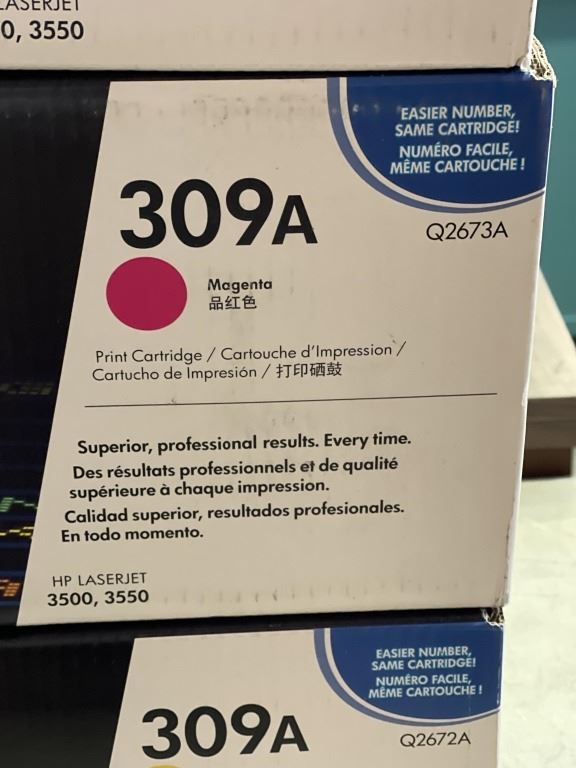 LASERJET
0, 3550
EASIER NUMBER,
SAME CARTRIDGE!
NUMÉRO FACILE,
MÊME CARTOUCHE !
309A
Q2673A
Magenta
品红色
Print Cartridge / Cartouche d'Impression /
Cartucho de Impresión / 打印硒鼓
Superior, professional results. Every time.
Des résultats professionnels et de qualité
supérieure à chaque impression.
Calidad superior, resultados profesionales.
En todo momento.
HP LASERJET
3500, 3550
EASIER NUMBER,
SAME CARTRIDGE!
NUMÉRO FACILE,
MÊME CARTOUCHE !
309A
Q2672A